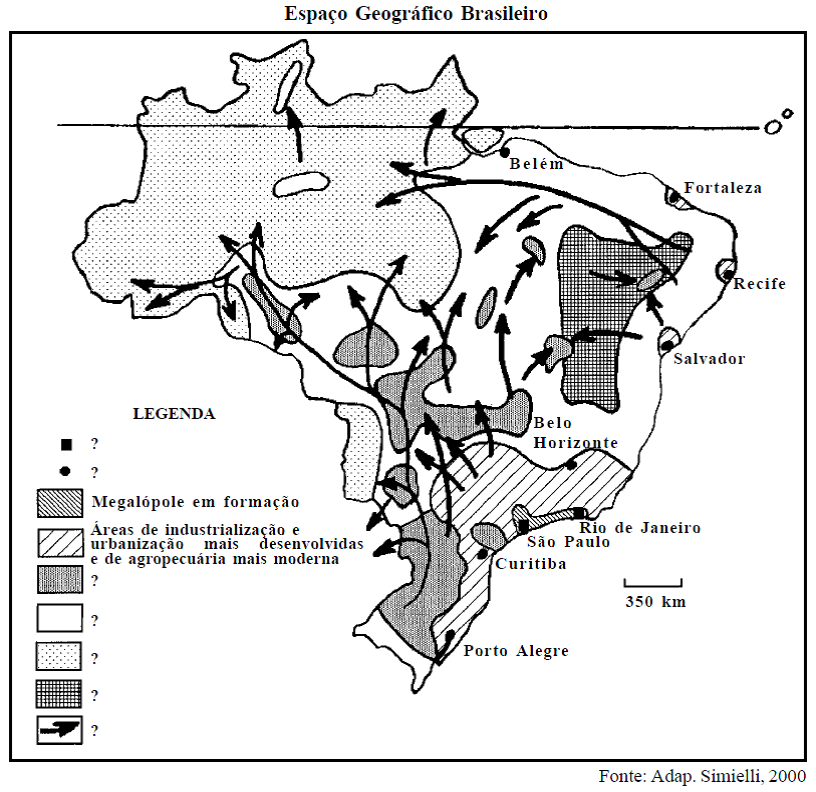 Espaço Geográfico Brasileiro
Belém
Fortaleza
Recife
Salvador
Belo
Horizonte
Rio de Janeiro
São Paulo
Curitiba
Porto Alegre
350 km
LEGENDA
?
?
Megalópole em formação
Áreas de industrialização e
urbanização mais desenvolvidas
e de agropecuária mais moderna
?
?
?
?
?
Fonte: Adap. Simielli, 2000